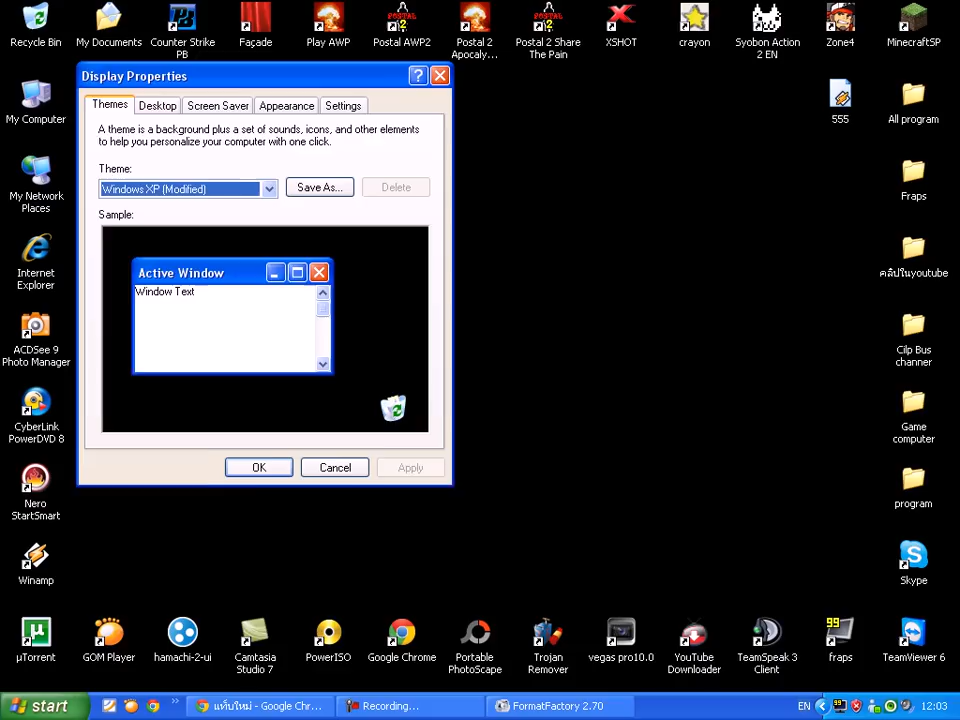 Recycle Bin
My Documents
Counter Strike
PB
Façade
Play AWP
Postal AWP2
Postal 2
Apocaly...
Postal 2 Share
The Pain
XSHOT
crayon
Syobon Action
2 EN
Zone4
MinecraftSP
Display Properties
Themes
Desktop
Screen Saver
Appearance
Settings
A theme is a background plus a set of sounds, icons, and other elements
to help you personalize your computer with one click.
Theme:
Windows XP (Modified)
Save As...
Delete
Sample:
Active Window
Window Text
OK
Cancel
Apply
My Computer
My Network
Places
Internet
Explorer
ACDSee 9
Photo Manager
CyberLink
PowerDVD 8
Nero
StartSmart
Winamp
555
All program
Fraps
คลิปในyoutube
Cilp Bus
channer
Game
computer
program
Skype
µTorrent
GOM Player
hamachi-2-ui
Camtasia
Studio 7
PowerISO
Google Chrome
Portable
PhotoScape
Trojan
Remover
vegas pro10.0
YouTube
Downloader
TeamSpeak 3
Client
99
fraps
TeamViewer 6
start
แท็บใหม่ - Google Chr...
Recording...
FormatFactory 2.70
EN
99
12:03